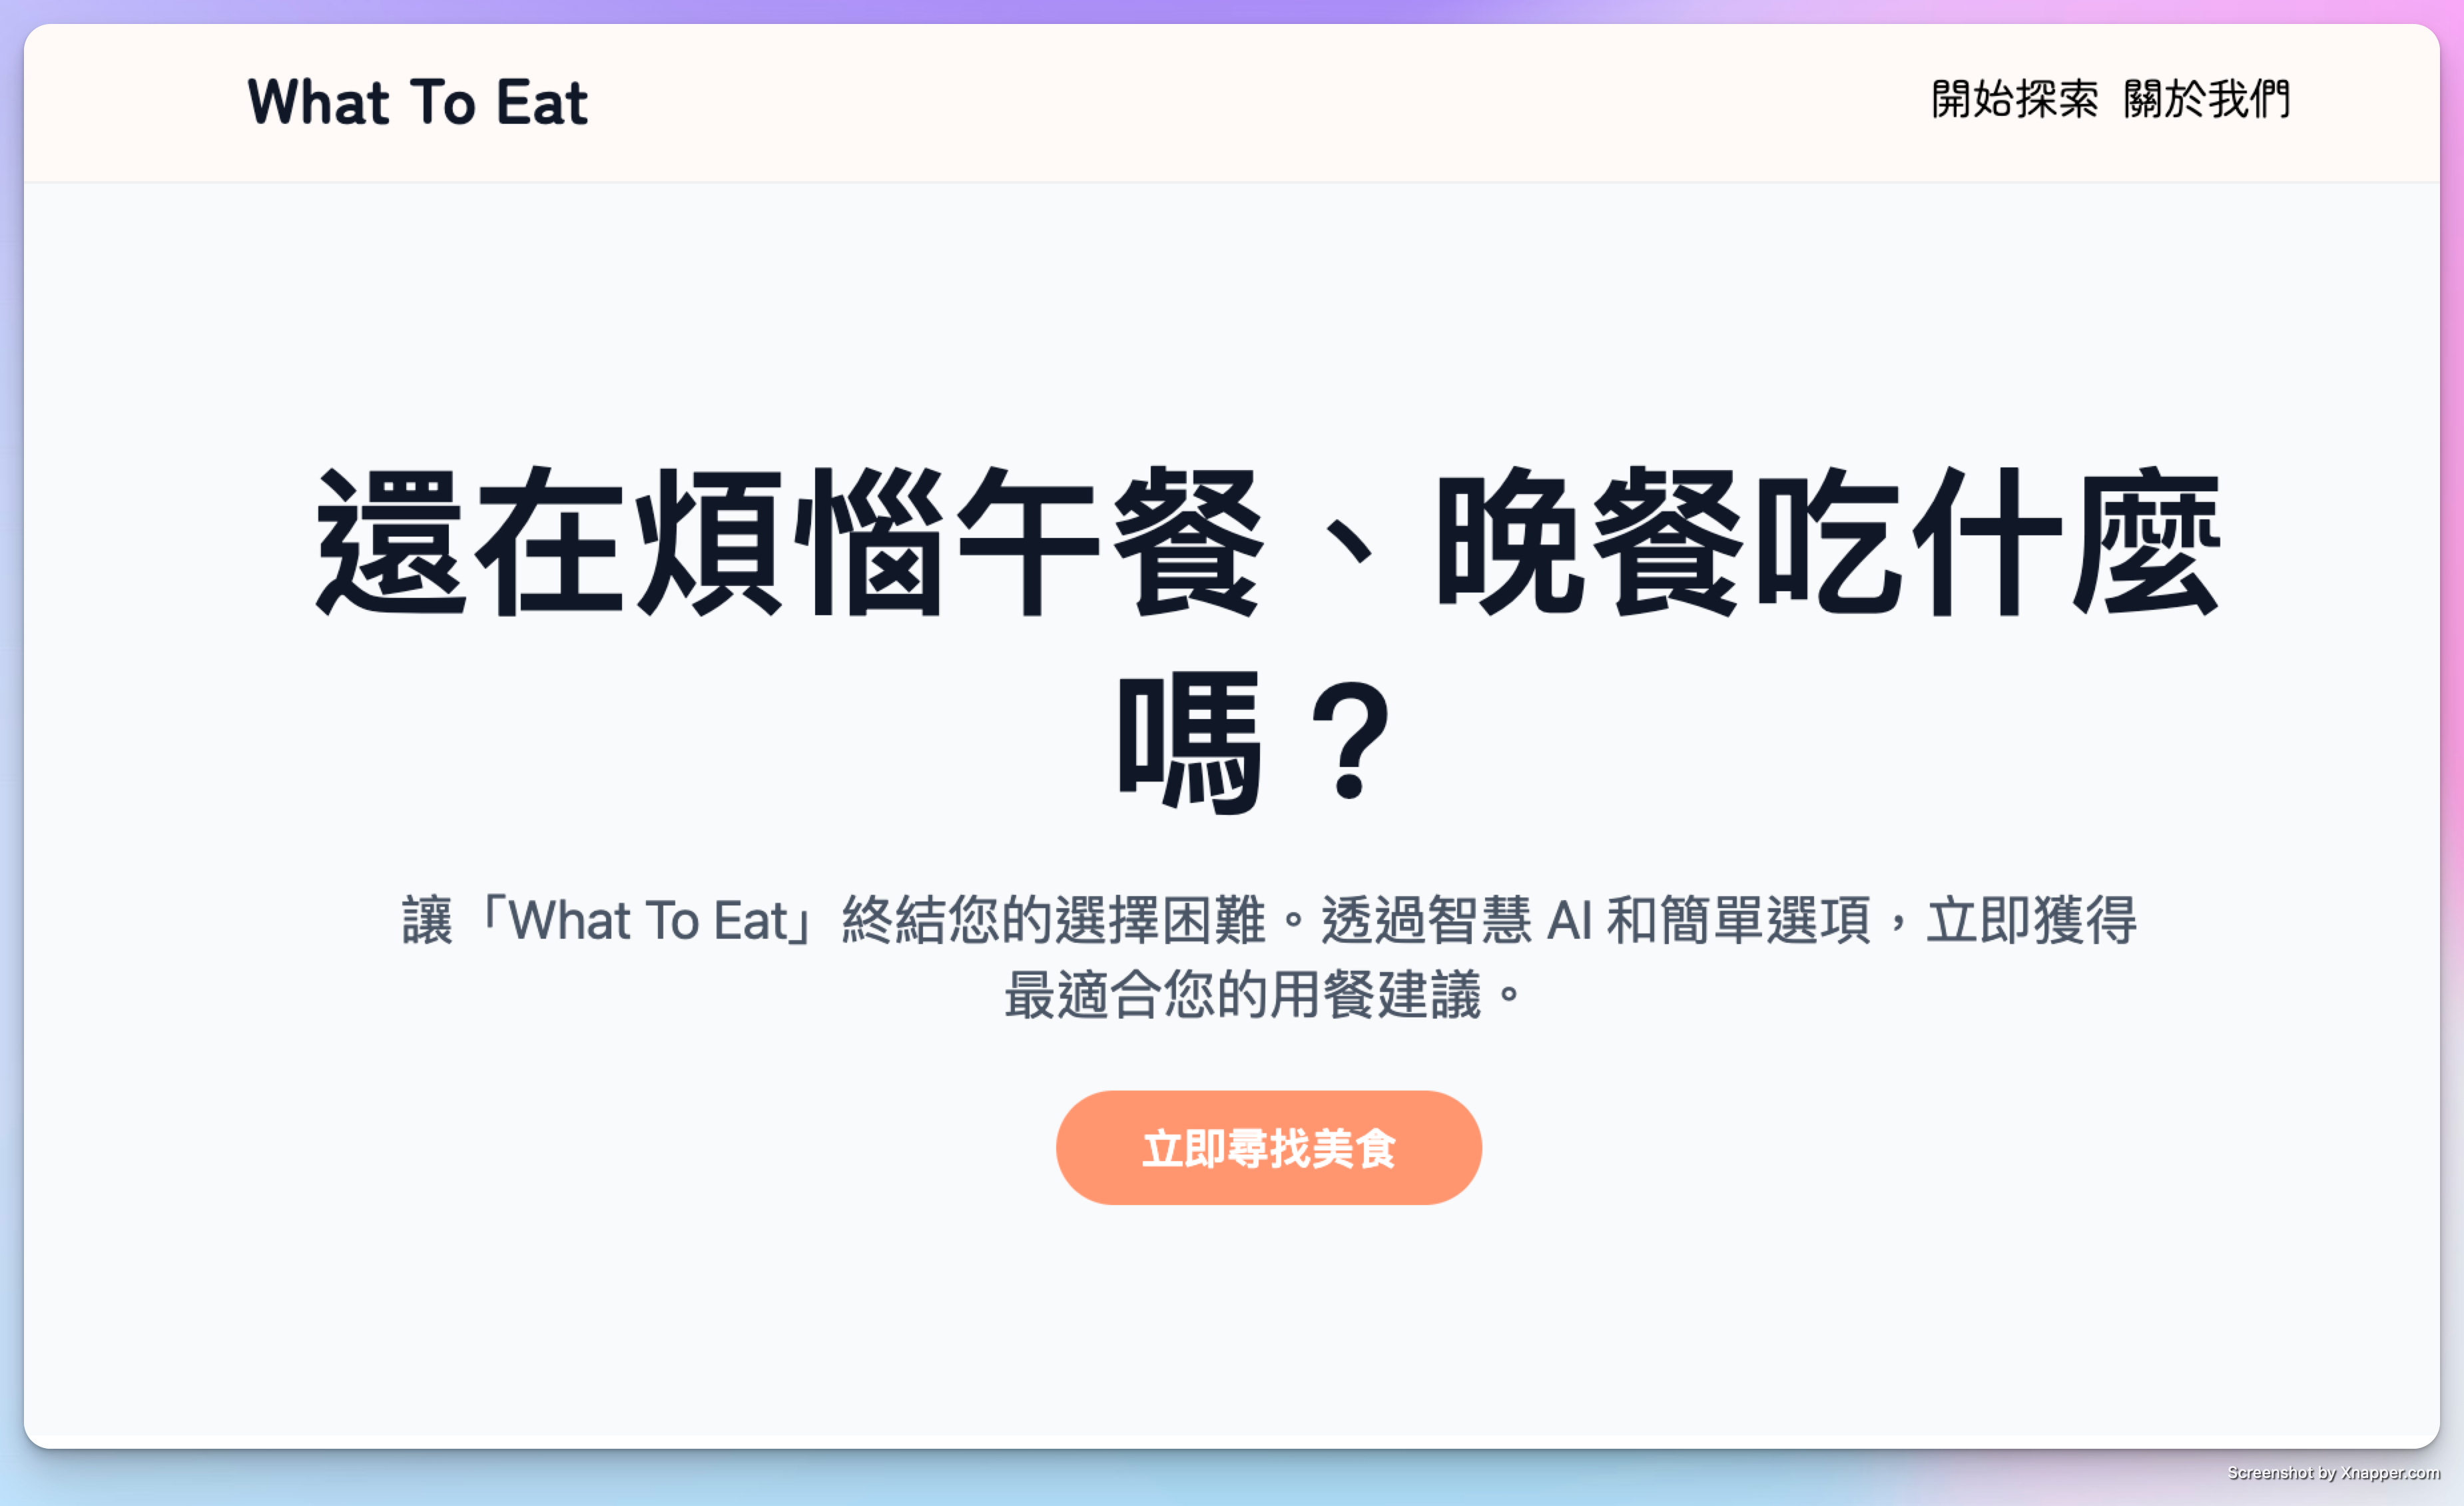 What To Eat
開始探索 關於我們
還在煩惱午餐、晚餐吃什麼
嗎？
讓「What To Eat」終結您的選擇困難。透過智慧 AI 和簡單選項，立即獲得
最適合您的用餐建議。
立即尋找美食
Screenshot by Xnapper.com